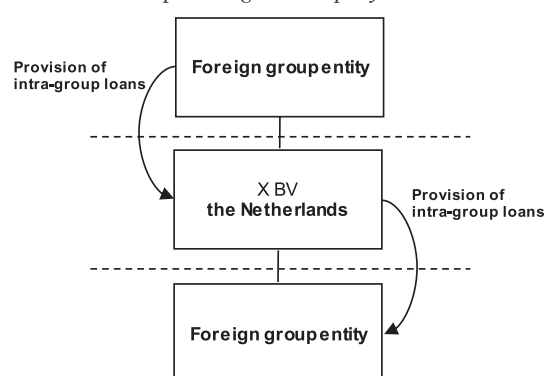 Foreign group entity
Provision of
intra-group loans
X BV
the Netherlands
Provision of
intra-group loans
Foreign group entity